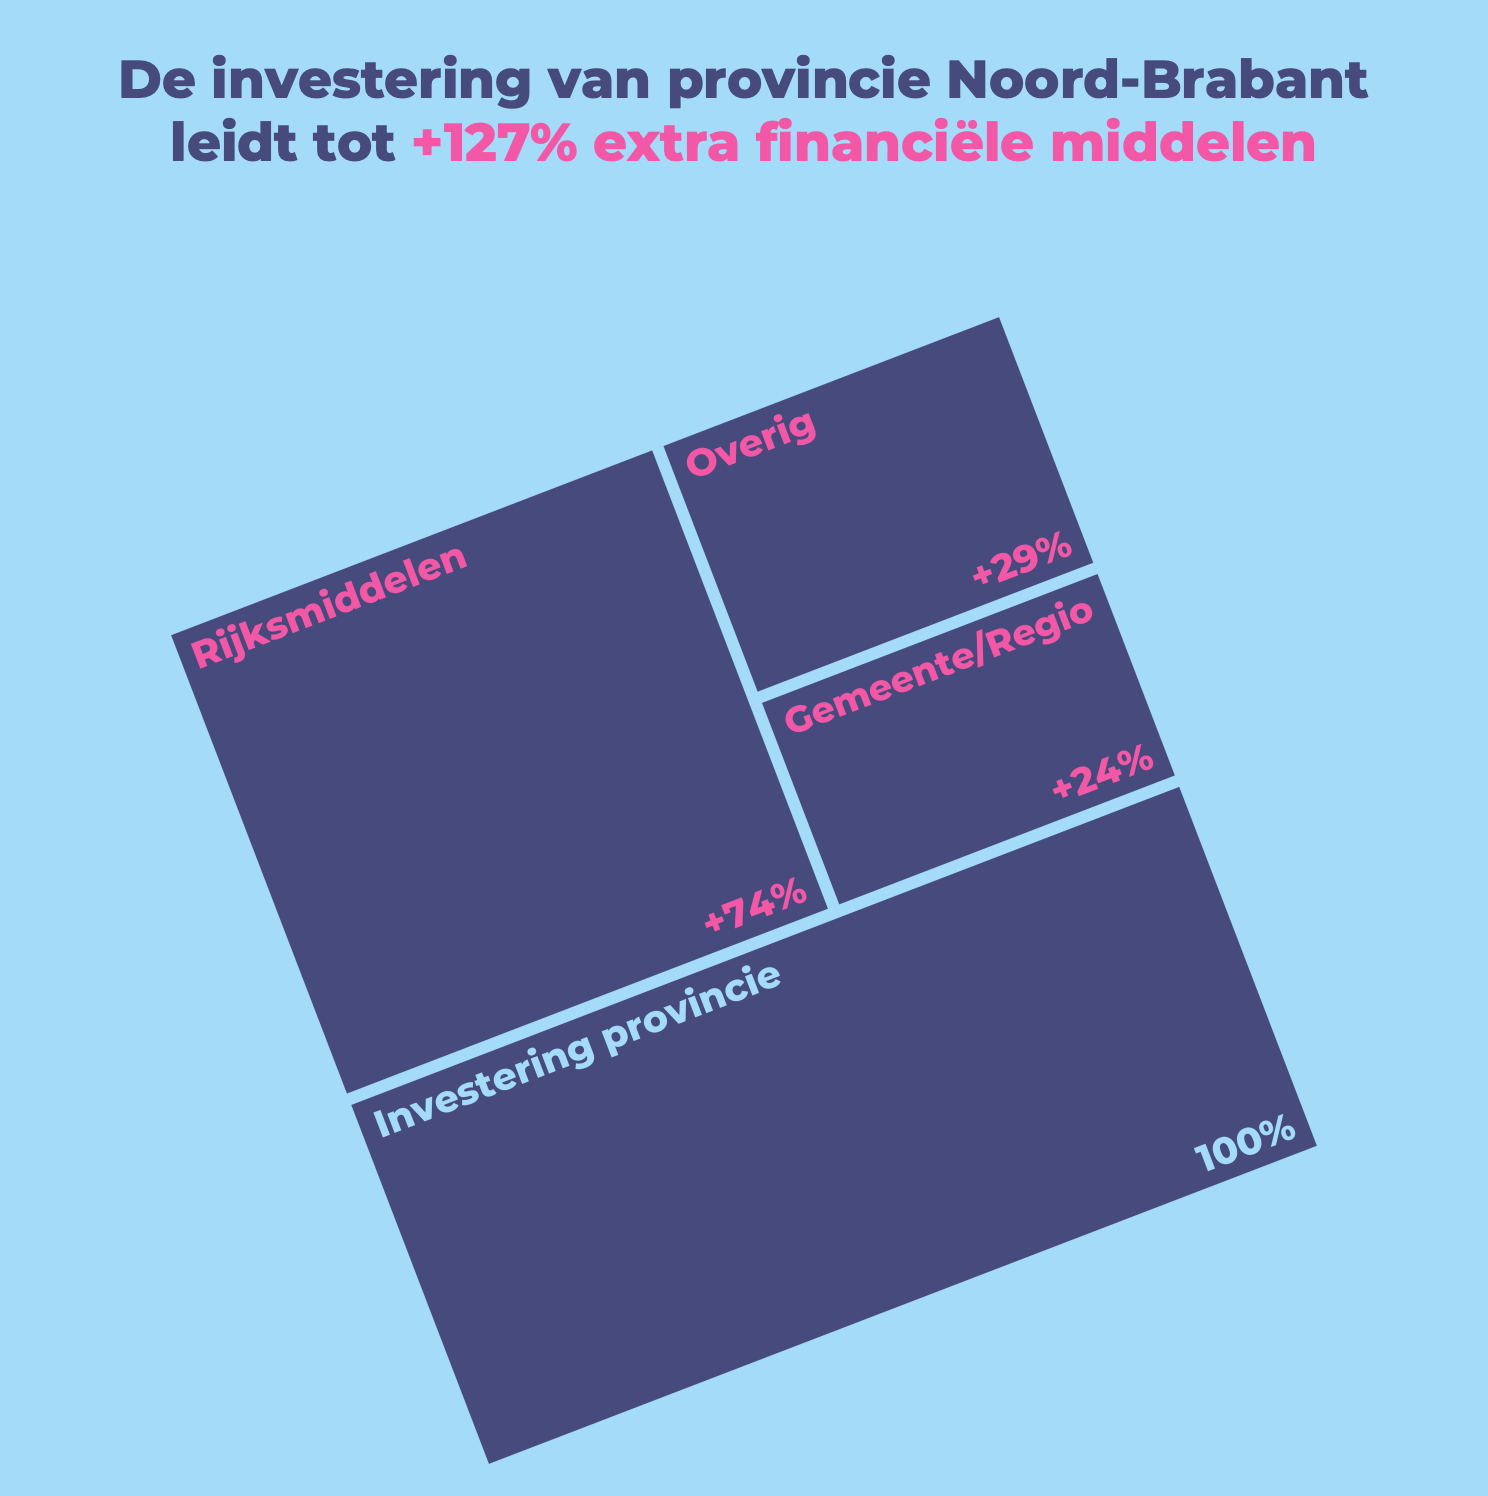 De investering van provincie Noord-Brabant
leidt tot +127% extra financiële middelen
Overig
+29%
Rijksmiddelen
+74%
Gemeente/Regio
+24%
Investering provincie
100%